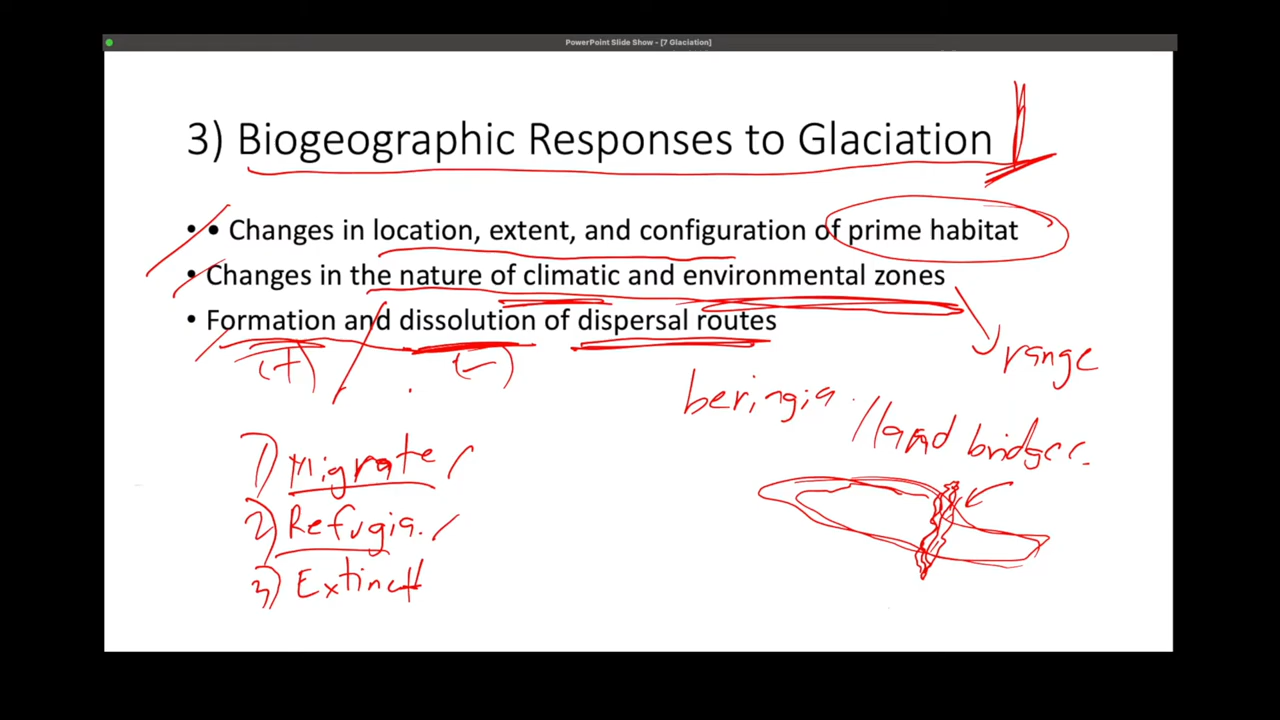 PowerPoint Slide Show - [7 Glaciation]
3) Biogeographic Responses to Glaciation
• • Changes in location, extent, and configuration of prime habitat
• Changes in the nature of climatic and environmental zones
• Formation and dissolution of dispersal routes
(+) (-)
range
beringia
/land bridges.
1) Migrate
2) Refugia.
3) Extinct